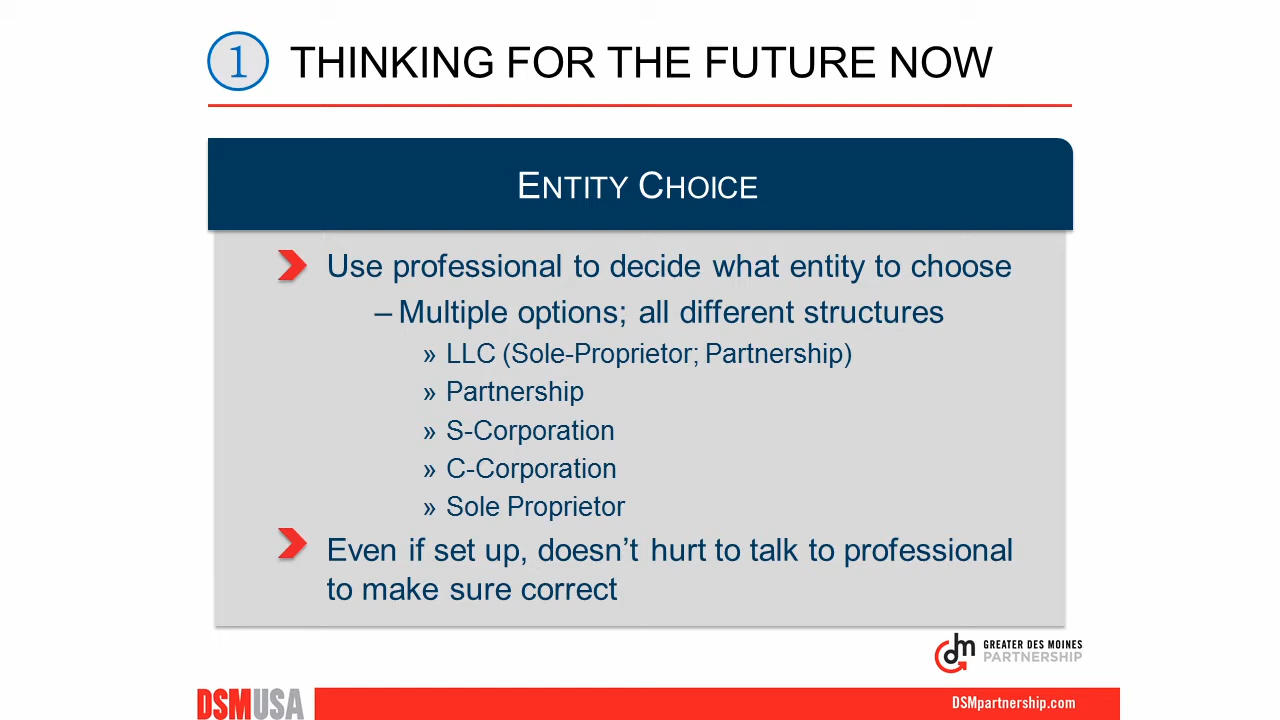 1 THINKING FOR THE FUTURE NOW
ENTITY CHOICE
Use professional to decide what entity to choose
– Multiple options; all different structures
» LLC (Sole-Proprietor; Partnership)
» Partnership
» S-Corporation
» C-Corporation
» Sole Proprietor
Even if set up, doesn’t hurt to talk to professional
to make sure correct
dm GREATER DES MOINES
PARTNERSHIP
DSMUSA DSMpartnership.com